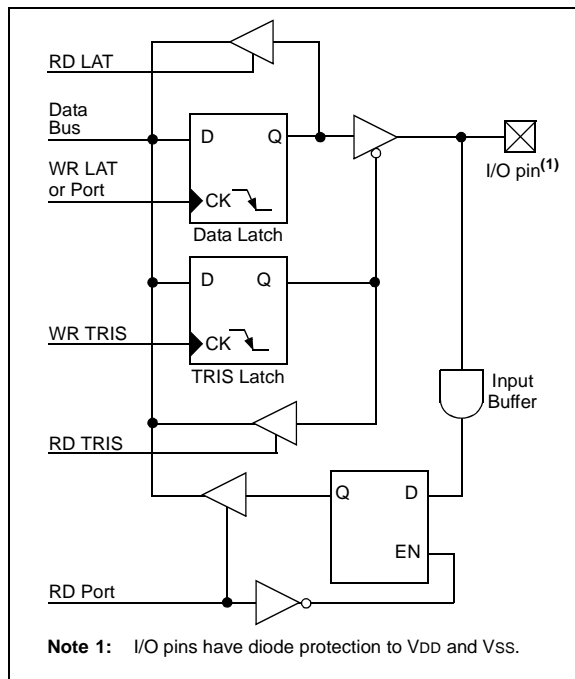 RD LAT
Data
Bus
D Q
I/O pin(1)
WR LAT
or Port
CK
Data Latch
D Q
WR TRIS
CK
TRIS Latch
Input
Buffer
RD TRIS
Q D
EN
RD Port
Note 1: I/O pins have diode protection to VDD and VSS.